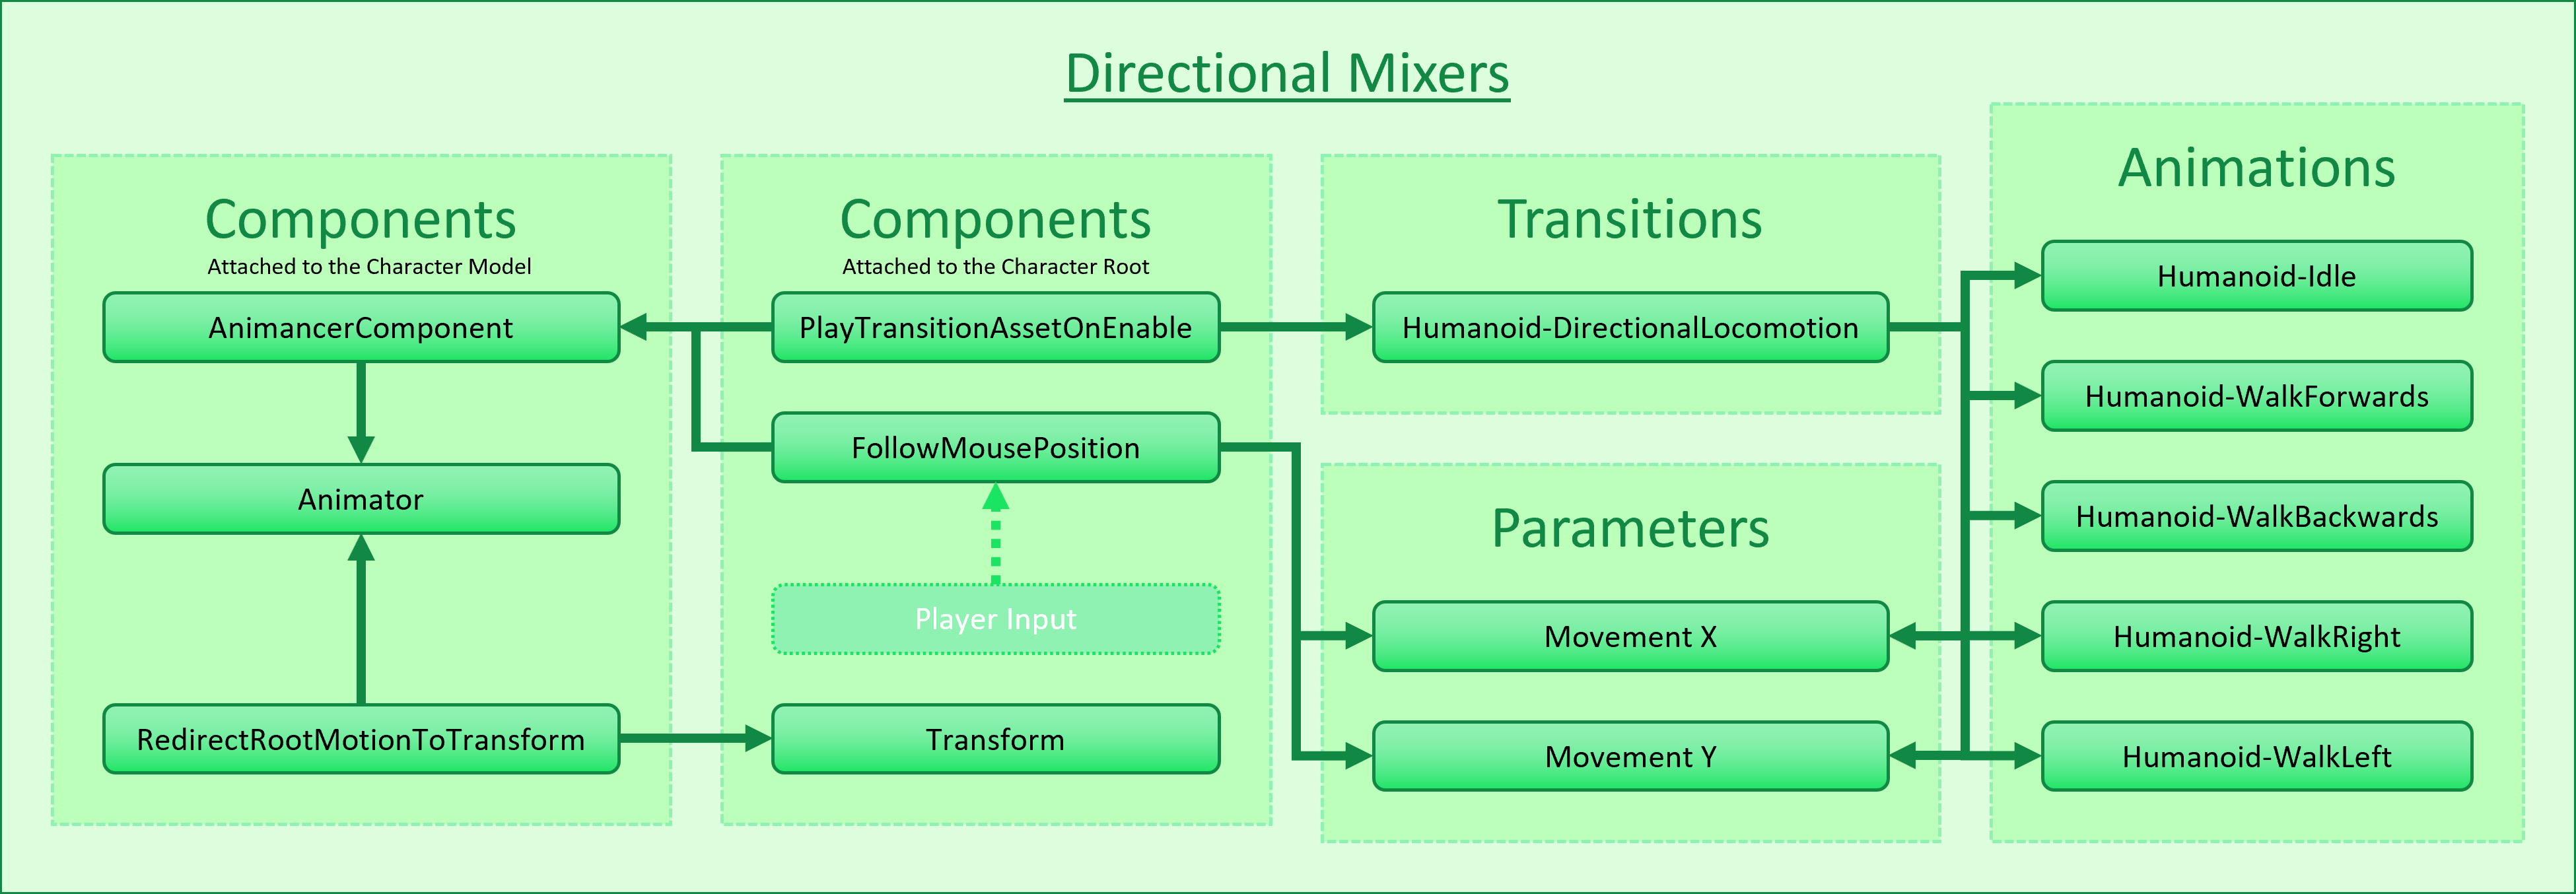 Directional Mixers
Components
Attached to the Character Model
AnimancerComponent
Animator
RedirectRootMotionToTransform
Components
Attached to the Character Root
PlayTransitionAssetOnEnable
FollowMousePosition
Player Input
Transform
Transitions
Humanoid-DirectionalLocomotion
Parameters
Movement X
Movement Y
Animations
Humanoid-Idle
Humanoid-WalkForwards
Humanoid-WalkBackwards
Humanoid-WalkRight
Humanoid-WalkLeft